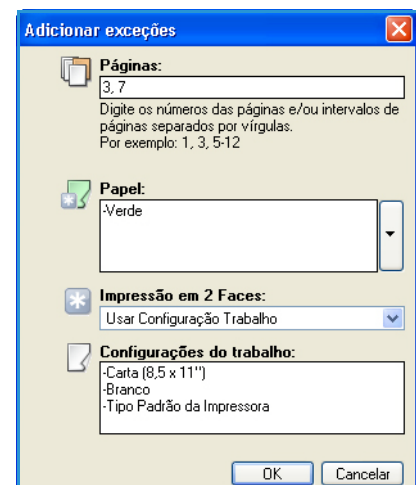 Adicionar exceções
Páginas:
3, 7
Digite os números das páginas e/ou intervalos de
páginas separados por vírgulas.
Por exemplo: 1, 3, 5-12
Papel:
-Verde
Impressão em 2 Faces:
Usar Configuração Trabalho
Configurações do trabalho:
-Carta (8,5 x 11")
-Branco
-Tipo Padrão da Impressora
OK Cancelar